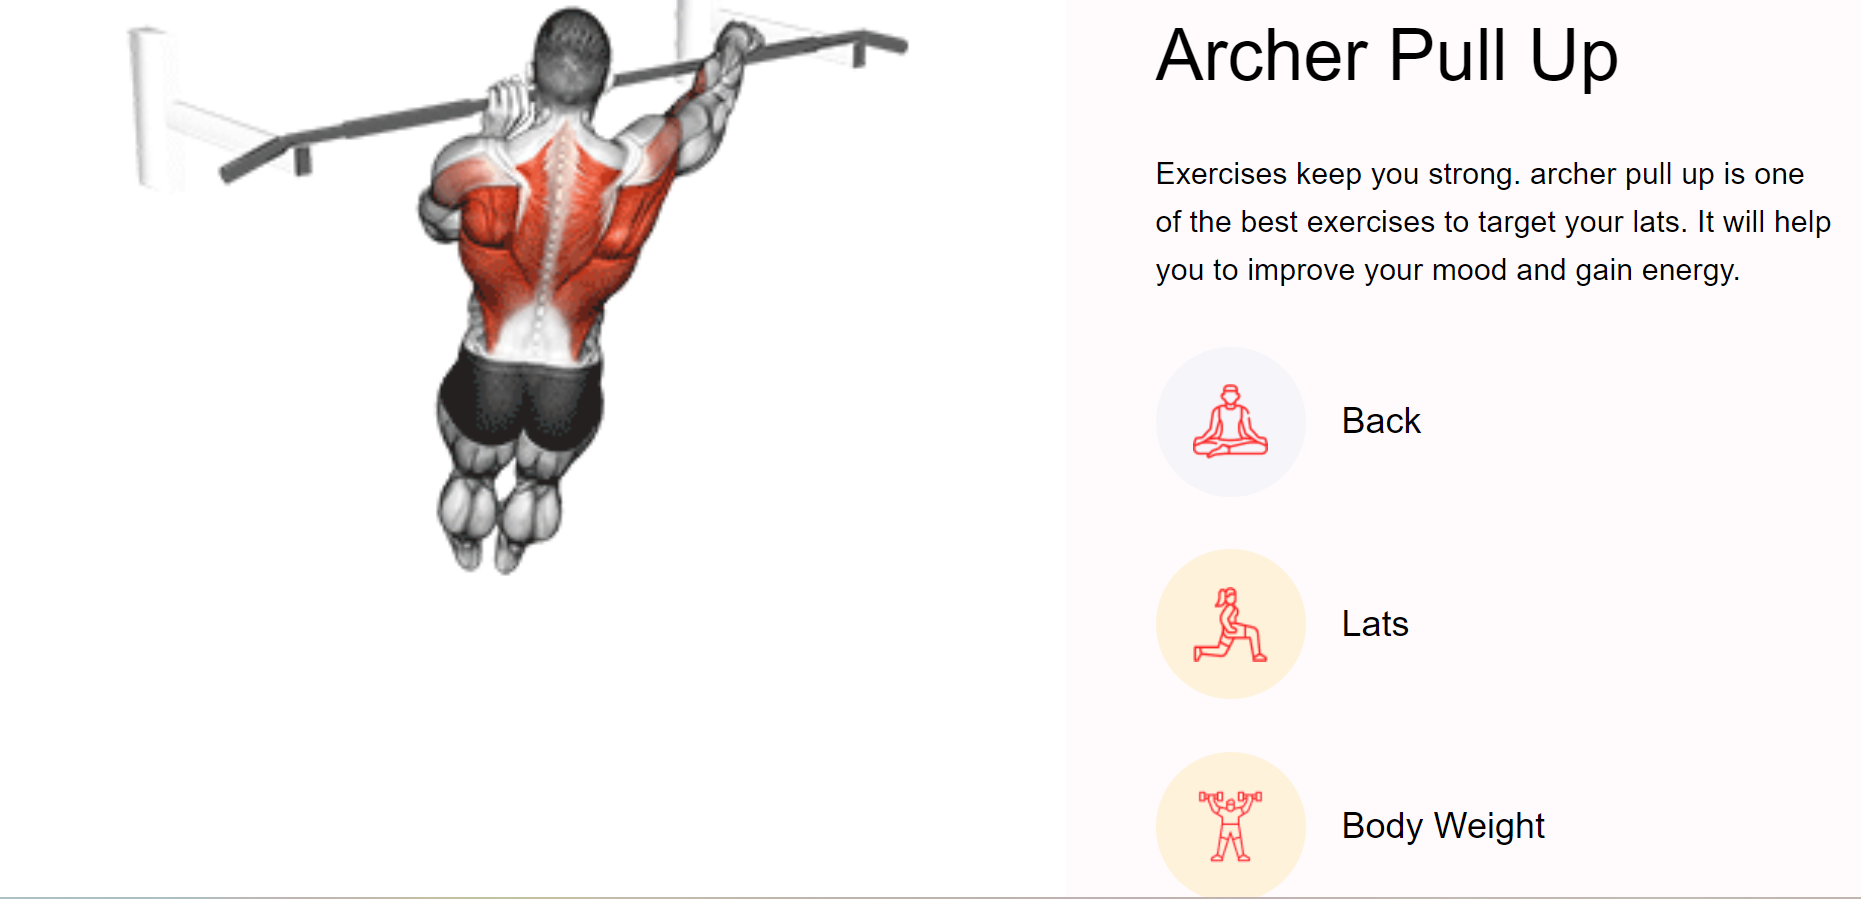 Archer Pull Up
Exercises keep you strong. archer pull up is one
of the best exercises to target your lats. It will help
you to improve your mood and gain energy.
Back
Lats
Body Weight